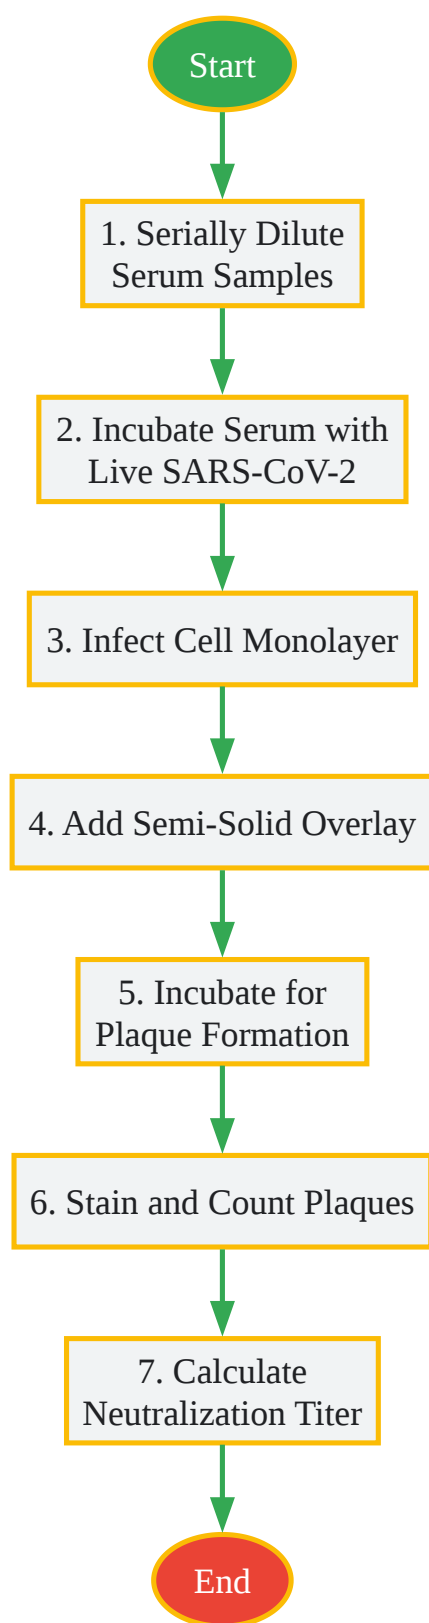 Start
1. Serially Dilute
Serum Samples
2. Incubate Serum with
Live SARS-CoV-2
3. Infect Cell Monolayer
4. Add Semi-Solid Overlay
5. Incubate for
Plaque Formation
6. Stain and Count Plaques
7. Calculate
Neutralization Titer
End